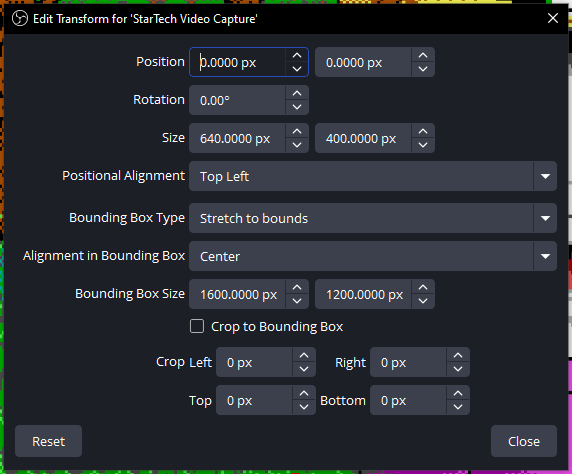 Edit Transform for 'StarTech Video Capture'
Position 0.0000 px 0.0000 px
Rotation 0.00°
Size 640.0000 px 400.0000 px
Positional Alignment Top Left
Bounding Box Type Stretch to bounds
Alignment in Bounding Box Center
Bounding Box Size 1600.0000 px 1200.0000 px
Crop to Bounding Box
Crop Left 0 px Right 0 px
Top 0 px Bottom 0 px
Reset Close